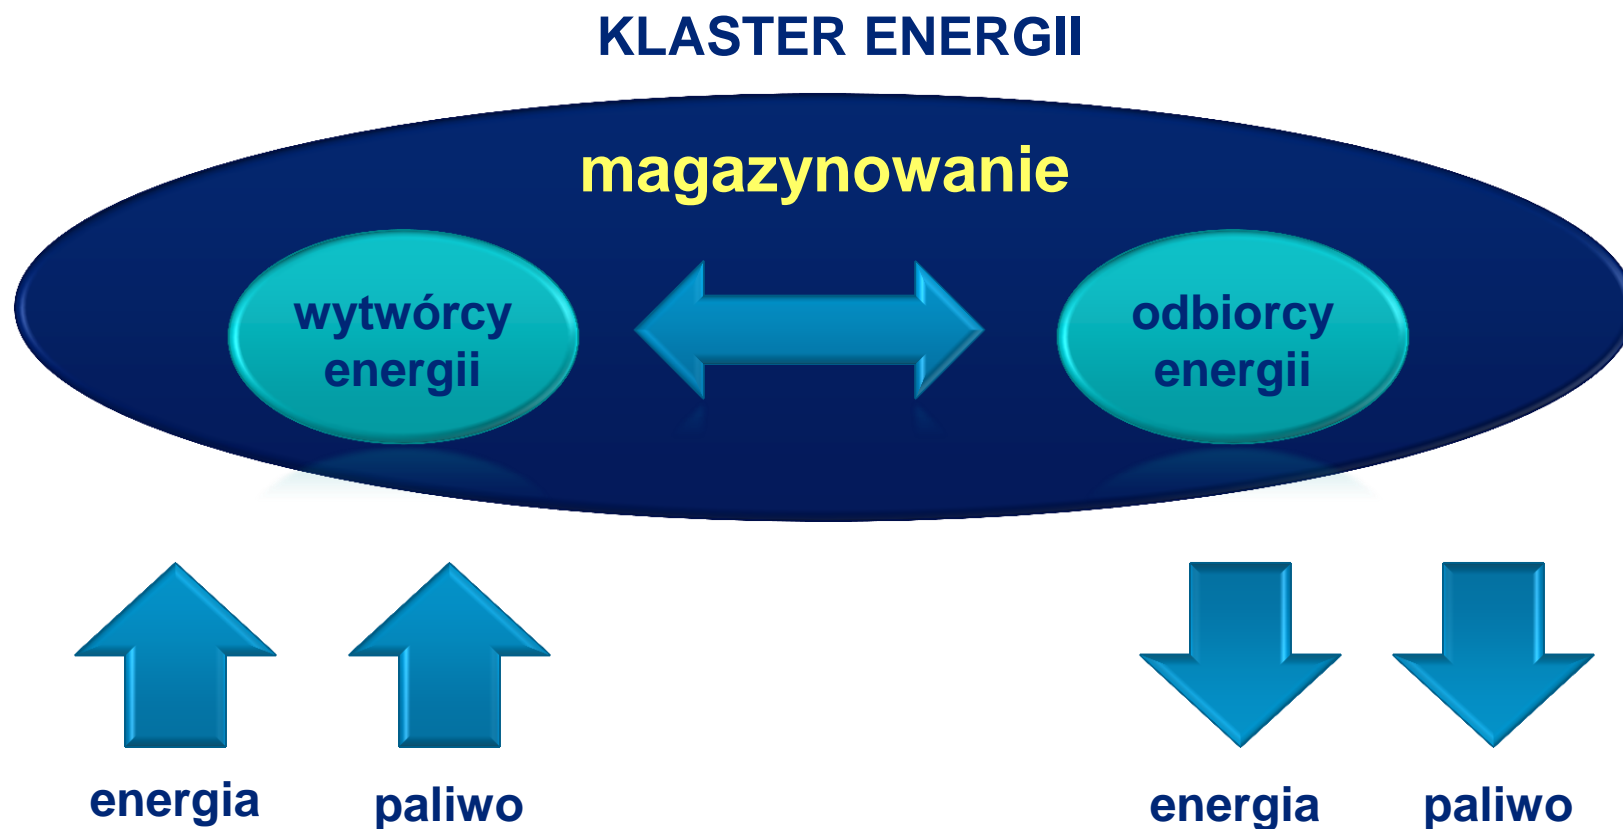 KLASTER ENERGII
magazynowanie
wytwórcy
energii
odbiorcy
energii
energia
paliwo
energia
paliwo